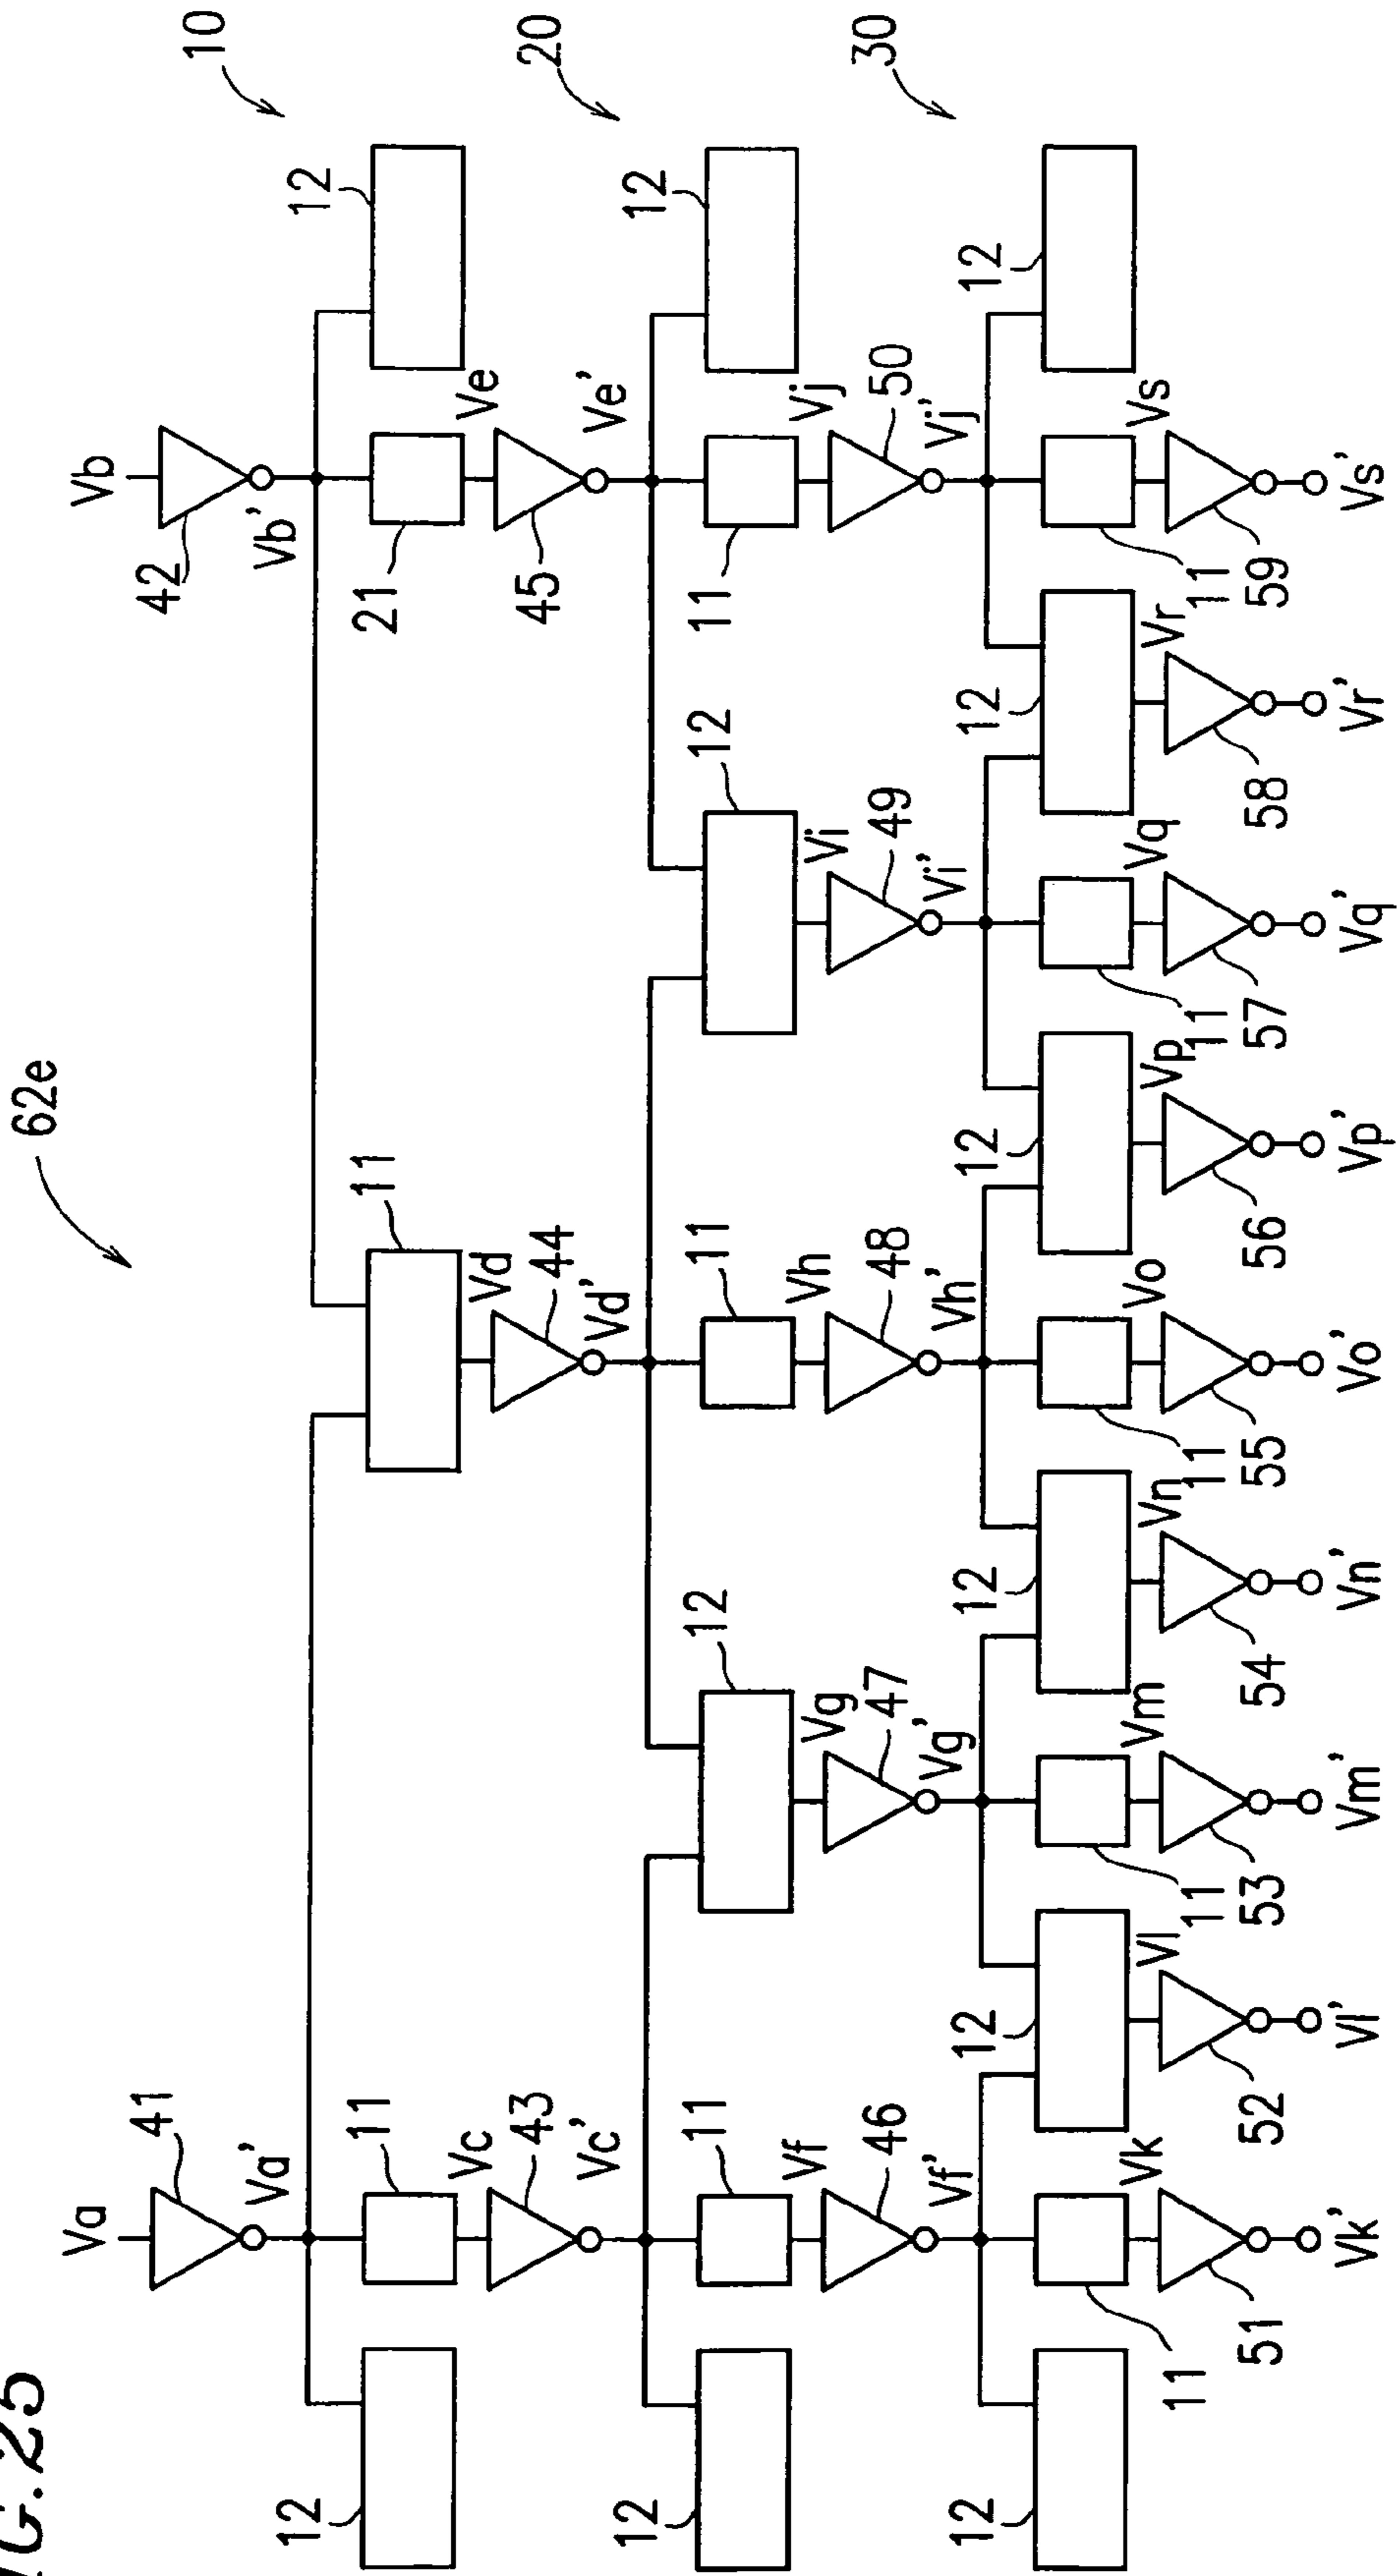 IG.25
62e
Va Vb
41 42 10
Va' Vb'
12 11 11 21 12
Vc Vd Ve
43 44 45 20
Vc' Vd' Ve'
12 11 12 11 12 11 12
Vf Vg Vh Vi Vj
46 47 48 49 50 30
Vf' Vg' Vh' Vi' Vj'
12 12 12 12 12 12
Vk Vl Vm Vn Vo Vp Vq Vr Vs
11 11 11 11 11
51 52 53 54 55 56 57 58 59
Vk' Vl' Vm' Vn' Vo' Vp' Vq' Vr' Vs'